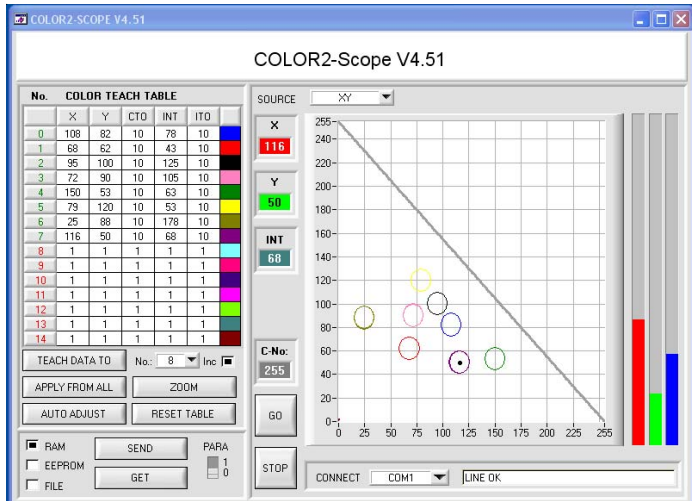 COLOR2-SCOPE V4.51
COLOR2-Scope V4.51
No. COLOR TEACH TABLE
X Y CTO INT ITO
0 108 82 10 78 10
1 68 62 10 43 10
2 95 100 10 125 10
3 72 90 10 105 10
4 150 53 10 63 10
5 79 120 10 53 10
6 25 88 10 178 10
7 116 50 10 68 10
8 1 1 1 1 1
9 1 1 1 1 1
10 1 1 1 1 1
11 1 1 1 1 1
12 1 1 1 1 1
13 1 1 1 1 1
14 1 1 1 1 1
TEACH DATA TO No.: 8 Inc
APPLY FROM ALL ZOOM
AUTO ADJUST RESET TABLE
RAM SEND PARA
EEPROM 1
FILE GET 0
SOURCE XY
X
116
Y
50
INT
68
C-No:
255
GO
STOP
255
240
220
200
180
160
140
120
100
80
60
40
20
0
0 25 50 75 100 125 150 175 200 225 255
CONNECT COM1 LINE OK